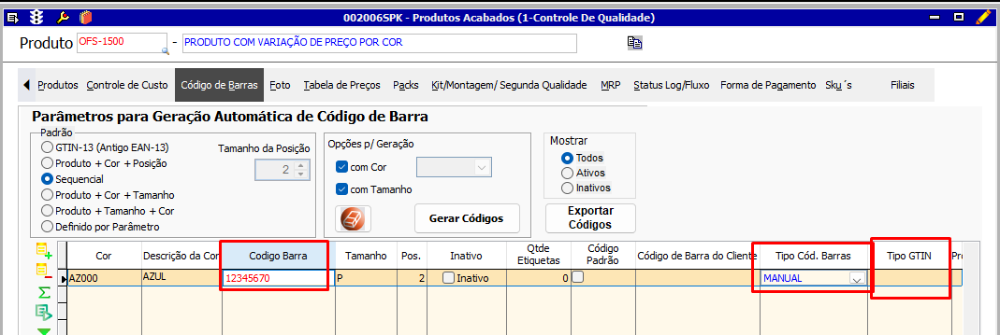 002006SPK - Produtos Acabados (1-Controle De Qualidade)
Produto OFS-1500 - PRODUTO COM VARIAÇÃO DE PREÇO POR COR
Produtos Controle de Custo Código de Barras Foto Tabela de Preços Packs Kit/Montagem/ Segunda Qualidade MRP Status Log/Fluxo Forma de Pagamento Sku´s Filiais
Parâmetros para Geração Automática de Código de Barra
Padrão
GTIN-13 (Antigo EAN-13)
Produto + Cor + Posição
Sequencial
Produto + Cor + Tamanho
Produto + Tamanho + Cor
Definido por Parâmetro
Tamanho da Posição
2
Opções p/ Geração
com Cor
com Tamanho
Gerar Códigos
Mostrar
Todos
Ativos
Inativos
Exportar
Códigos
Cor Descrição da Cor Codigo Barra Tamanho Pos. Inativo Qtde Etiquetas Código Padrão Código de Barra do Cliente Tipo Cód. Barras Tipo GTIN
AZ000 AZUL 12345670 P 2 Inativo 0 MANUAL